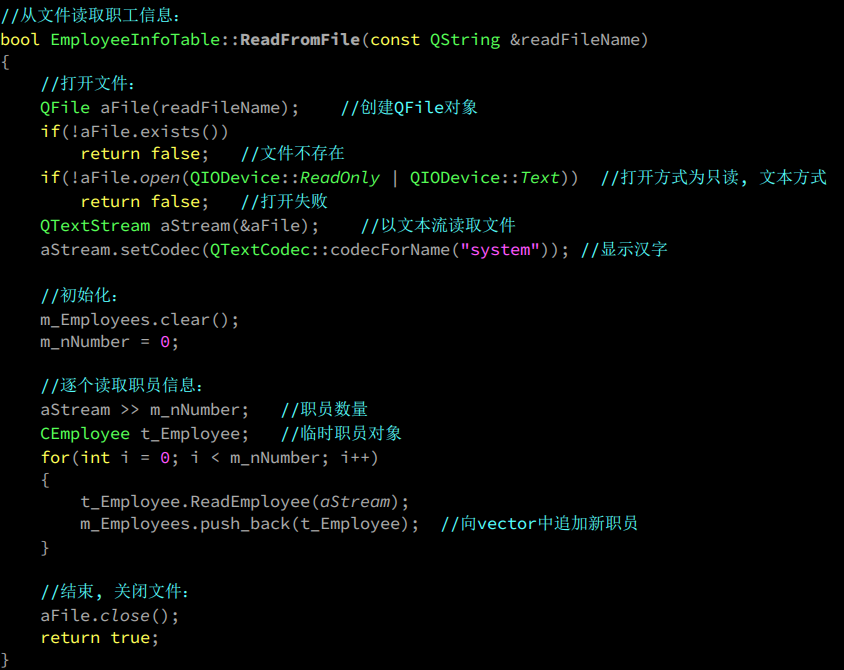 //从文件读取职工信息:
bool EmployeeInfoTable::ReadFromFile(const QString &readFileName)
{
    //打开文件:
    QFile aFile(readFileName);    //创建QFile对象
    if(!aFile.exists())
        return false;   //文件不存在
    if(!aFile.open(QIODevice::ReadOnly | QIODevice::Text))  //打开方式为只读, 文本方式
        return false;   //打开失败
    QTextStream aStream(&aFile);    //以文本流读取文件
    aStream.setCodec(QTextCodec::codecForName("system")); //显示汉字

    //初始化:
    m_Employees.clear();
    m_nNumber = 0;

    //逐个读取职员信息:
    aStream >> m_nNumber;   //职员数量
    CEmployee t_Employee;   //临时职员对象
    for(int i = 0; i < m_nNumber; i++)
    {
        t_Employee.ReadEmployee(aStream);
        m_Employees.push_back(t_Employee);  //向vector中追加新职员
    }

    //结束, 关闭文件:
    aFile.close();
    return true;
}